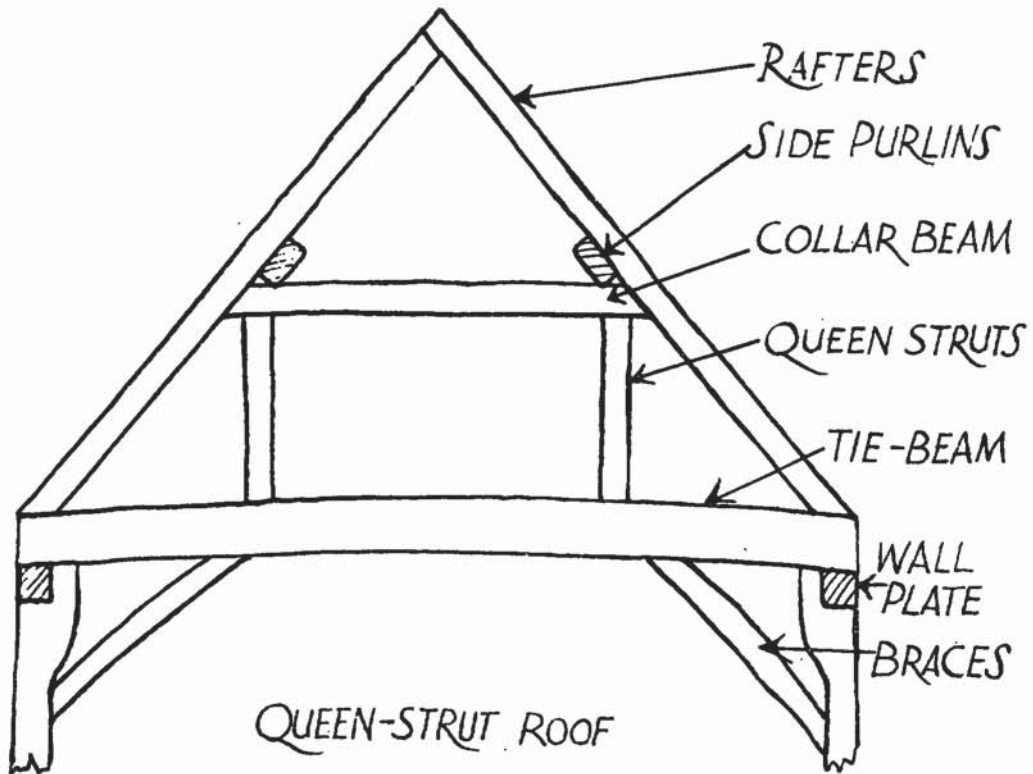 RAFTERS
SIDE PURLINS
COLLAR BEAM
QUEEN STRUTS
TIE-BEAM
WALL
PLATE
BRACES
QUEEN-STRUT ROOF